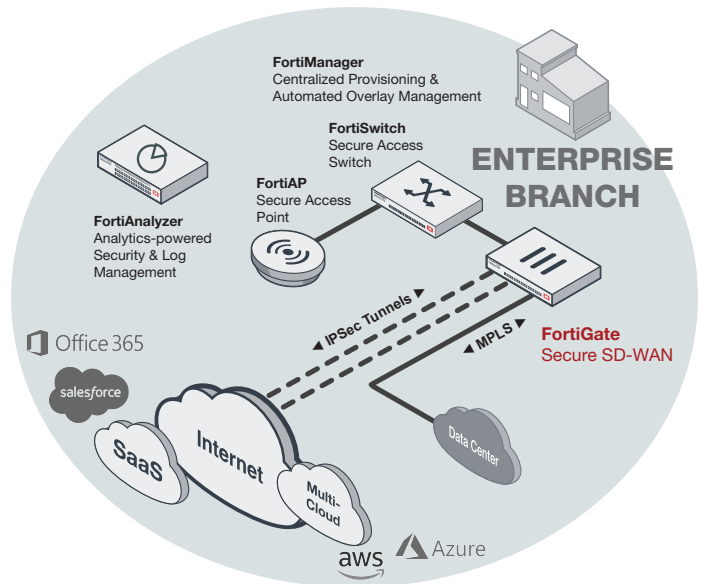 FortiManager
Centralized Provisioning &
Automated Overlay Management
FortiSwitch
Secure Access
Switch
ENTERPRISE
BRANCH
FortiAP
Secure Access
Point
FortiAnalyzer
Analytics-powered
Security & Log
Management
◄ IPSec Tunnels ►
◄ MPLS ►
FortiGate
Secure SD-WAN
Office 365
salesforce
SaaS
Internet
Multi-
Cloud
Data Center
aws
Azure